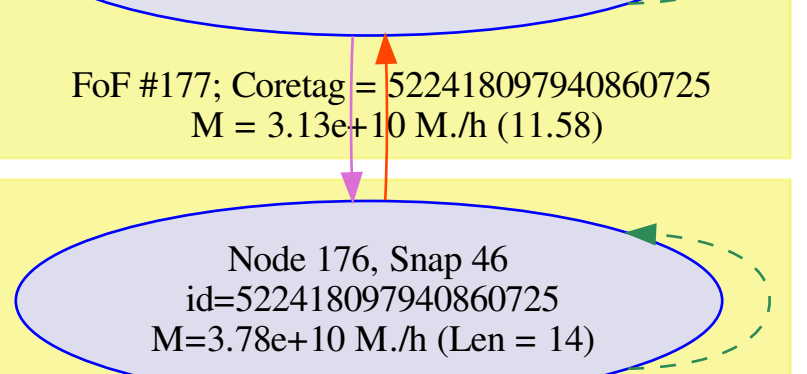 FoF #177; Coretag = 522418097940860725
M = 3.13e+10 M./h (11.58)
Node 176, Snap 46
id=522418097940860725
M=3.78e+10 M./h (Len = 14)